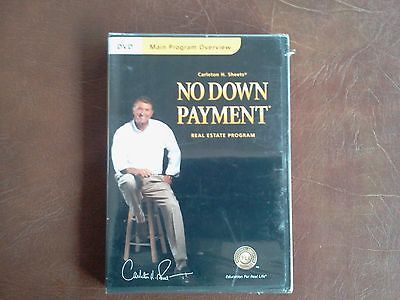 DVD Main Program Overview
Carleton H. Sheets®
NO DOWN
PAYMENT®
REAL ESTATE PROGRAM
Education For Real Life®